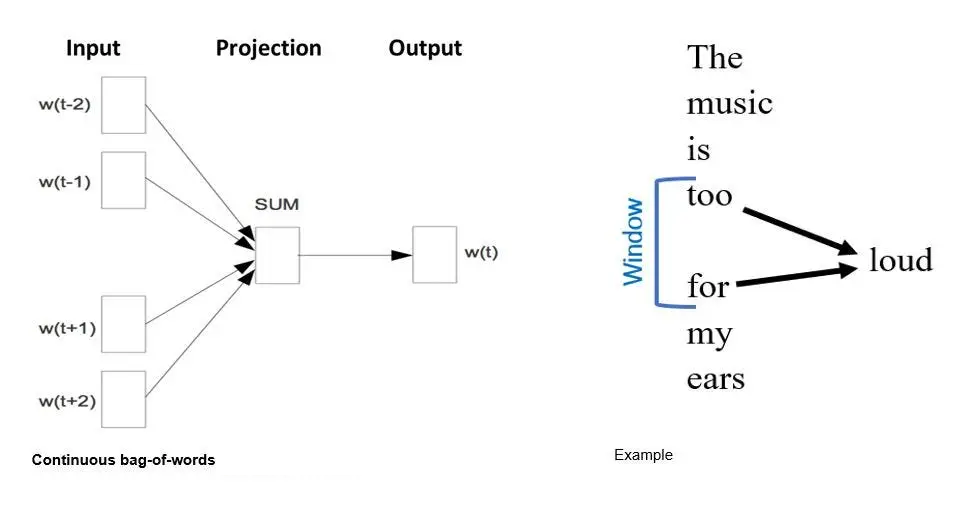 Input Projection Output
w(t-2)
w(t-1)
SUM
w(t)
w(t+1)
w(t+2)
Continuous bag-of-words
The
music
is
too
Window
loud
for
my
ears
Example